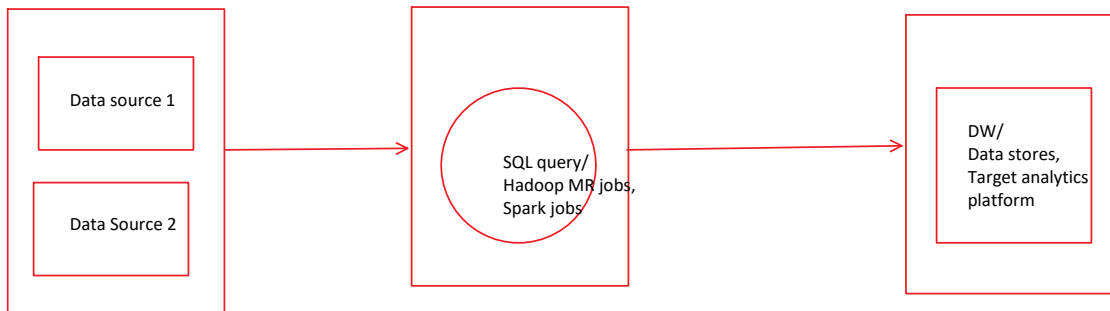 Data source 1
Data Source 2
SQL query/
Hadoop MR jobs,
Spark jobs
DW/
Data stores,
Target analytics
platform